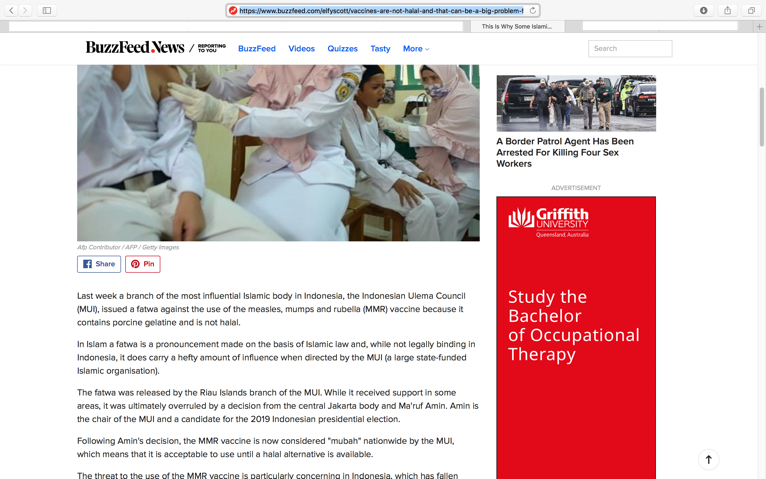 https://www.buzzfeed.com/elfyscott/vaccines-are-not-halal-and-that-can-be-a-big-problem-f
This is Why Some Islami...
BuzzFeed News / REPORTING TO YOU
BuzzFeed Videos Quizzes Tasty More
Search
Afp Contributor / AFP / Getty Images
Share Pin
Last week a branch of the most influential Islamic body in Indonesia, the Indonesian Ulema Council
(MUI), issued a fatwa against the use of the measles, mumps and rubella (MMR) vaccine because it
contains porcine gelatine and is not halal.
In Islam a fatwa is a pronouncement made on the basis of Islamic law and, while not legally binding in
Indonesia, it does carry a hefty amount of influence when directed by the MUI (a large state-funded
Islamic organisation).
The fatwa was released by the Riau Islands branch of the MUI. While it received support in some
areas, it was ultimately overruled by a decision from the central Jakarta body and Ma'ruf Amin. Amin is
the chair of the MUI and a candidate for the 2019 Indonesian presidential election.
Following Amin's decision, the MMR vaccine is now considered "mubah" nationwide by the MUI,
which means that it is acceptable to use until a halal alternative is available.
The threat to the use of the MMR vaccine is particularly concerning in Indonesia, which has fallen
A Border Patrol Agent Has Been
Arrested For Killing Four Sex
Workers
ADVERTISEMENT
Griffith
UNIVERSITY
Queensland, Australia
Study the
Bachelor
of Occupational
Therapy